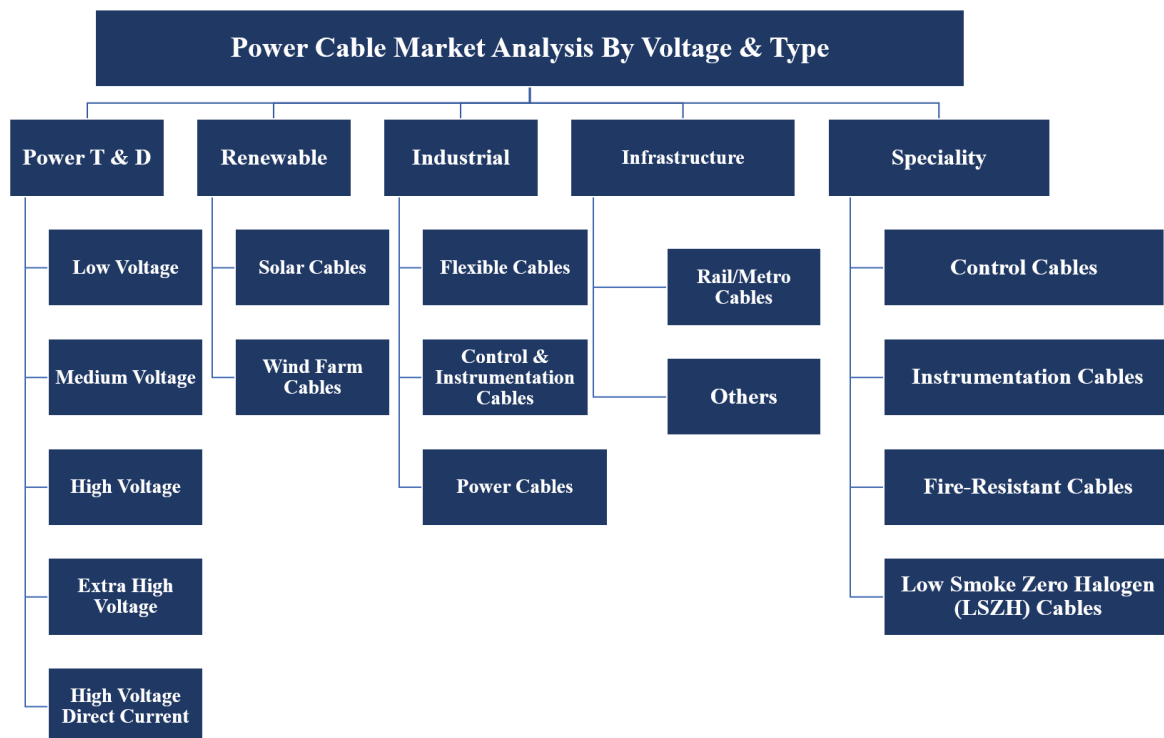 Power Cable Market Analysis By Voltage & Type
Power T & D
Renewable
Industrial
Infrastructure
Speciality
Low Voltage
Medium Voltage
High Voltage
Extra High
Voltage
High Voltage
Direct Current
Solar Cables
Wind Farm
Cables
Flexible Cables
Control &
Instrumentation
Cables
Power Cables
Rail/Metro
Cables
Others
Control Cables
Instrumentation Cables
Fire-Resistant Cables
Low Smoke Zero Halogen
(LSZH) Cables